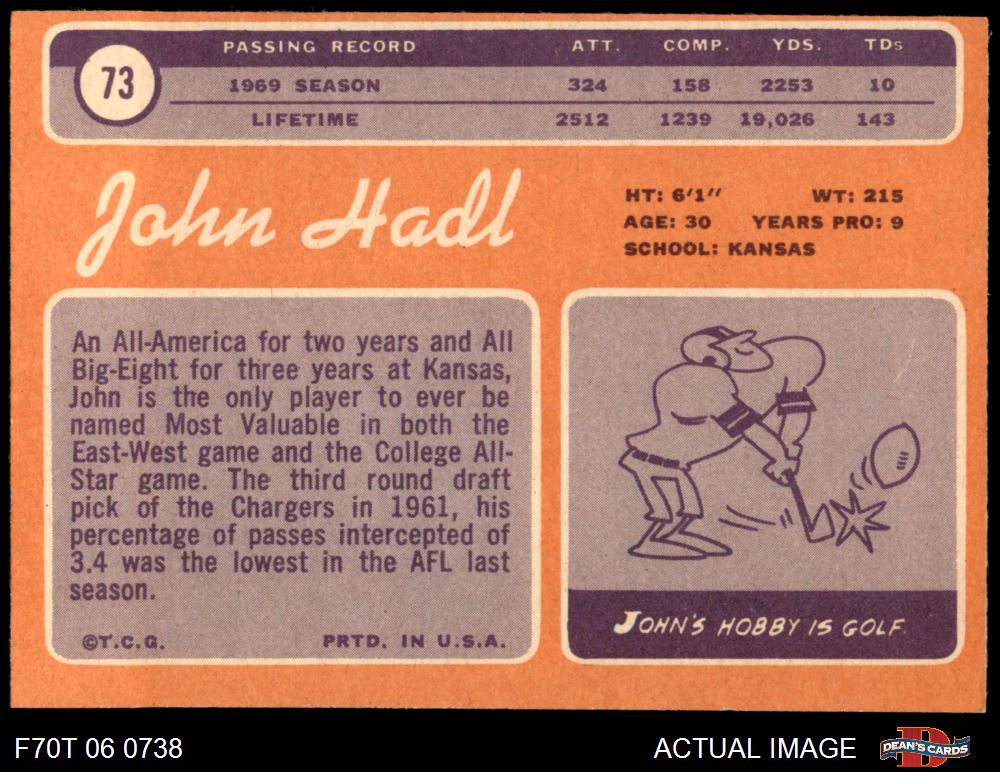 73
PASSING RECORD ATT. COMP. YDS. TDs
1969 SEASON 324 158 2253 10
LIFETIME 2512 1239 19,026 143
John Hadl
HT: 6'1" WT: 215
AGE: 30 YEARS PRO: 9
SCHOOL: KANSAS
An All-America for two years and All
Big-Eight for three years at Kansas,
John is the only player to ever be
named Most Valuable in both the
East-West game and the College All-
Star game. The third round draft
pick of the Chargers in 1961, his
percentage of passes intercepted of
3.4 was the lowest in the AFL last
season.
©T.C.G. PRTD. IN U.S.A.
JOHN'S HOBBY IS GOLF.
F70T 06 0738 ACTUAL IMAGE D DEAN'S CARDS